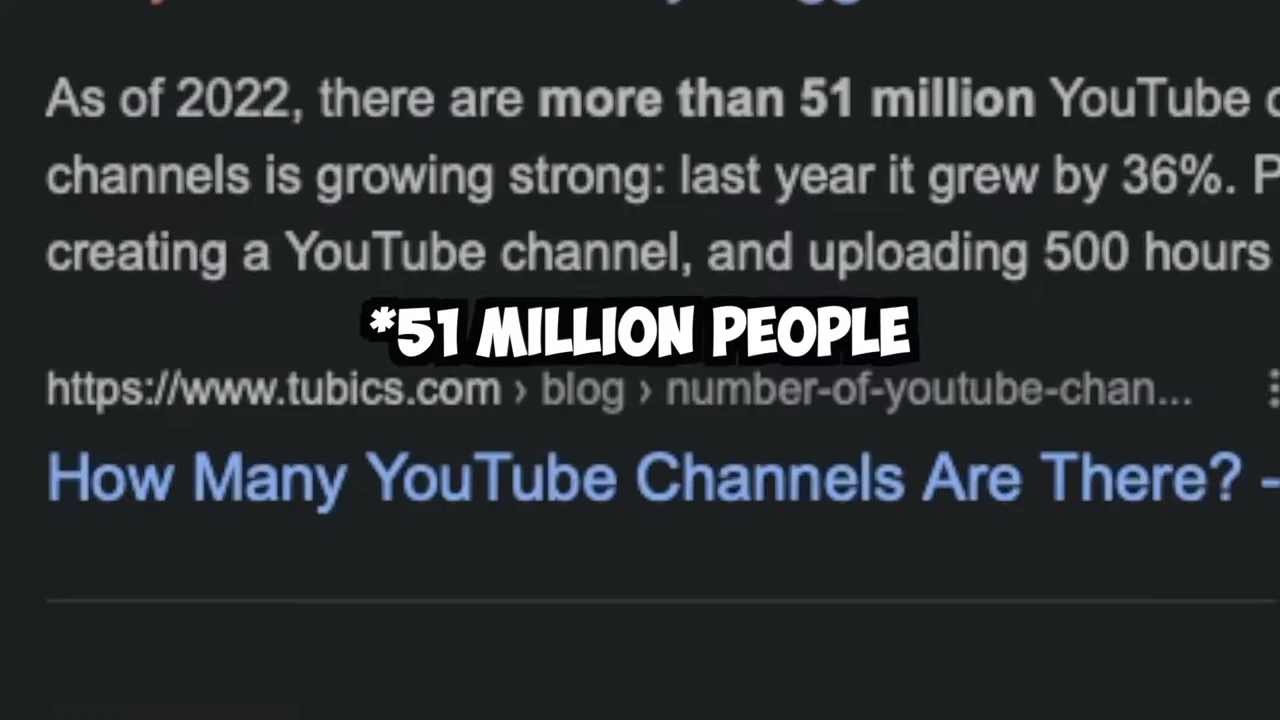 As of 2022, there are more than 51 million YouTube
channels is growing strong: last year it grew by 36%.
creating a YouTube channel, and uploading 500 hours
*51 MILLION PEOPLE
https://www.tubics.com › blog › number-of-youtube-chan...
How Many YouTube Channels Are There? -